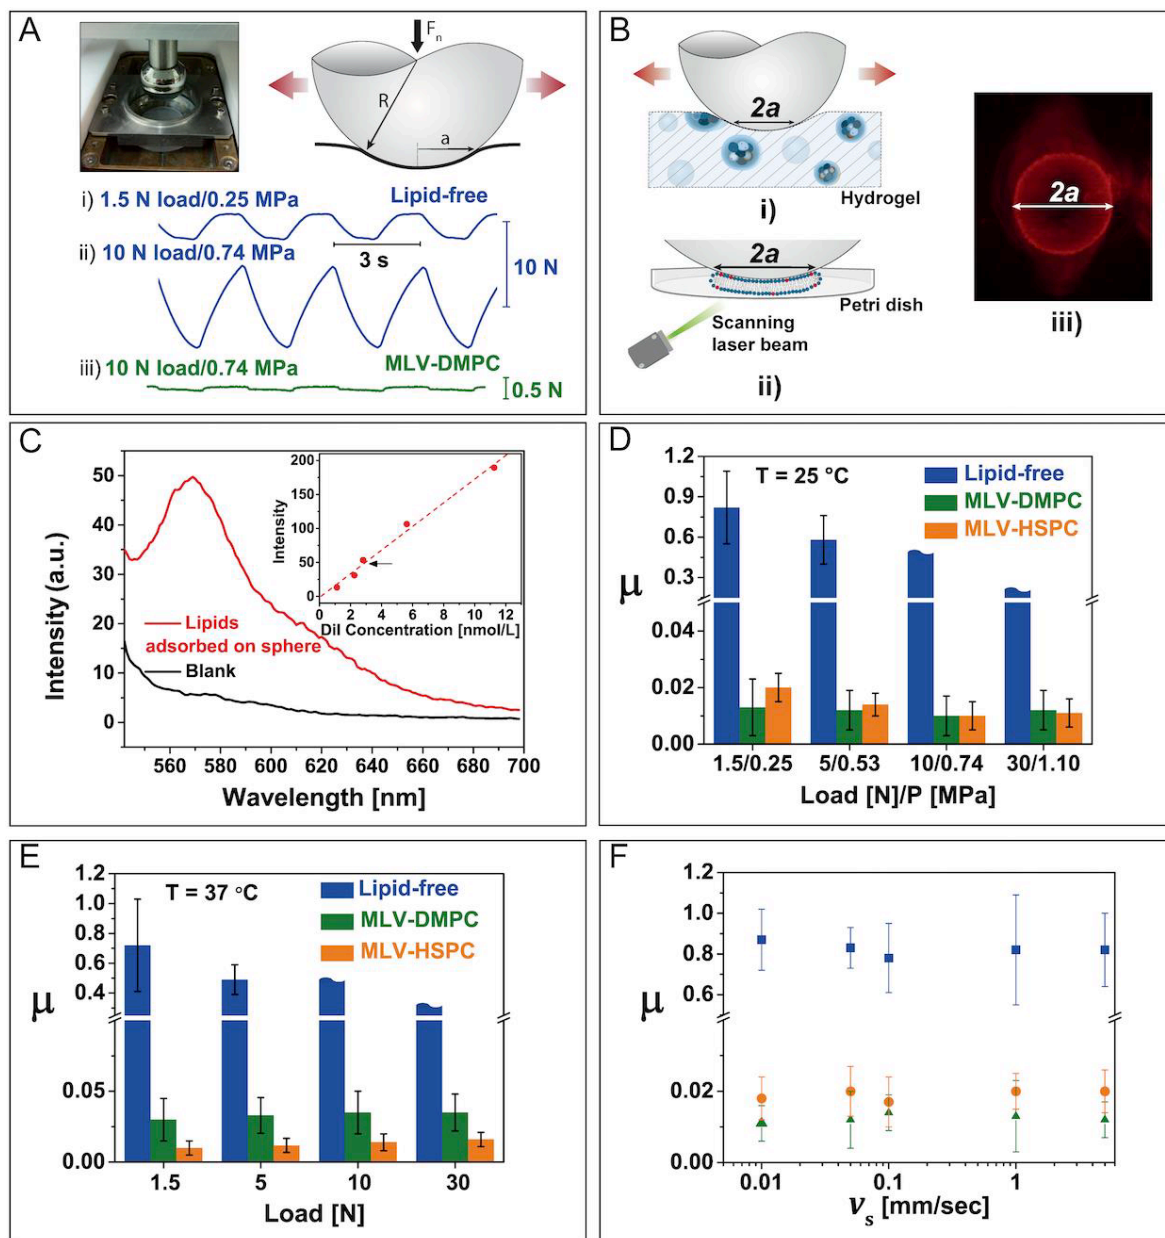 A
F n
R
a
i) 1.5 N load/0.25 MPa
Lipid-free
ii) 10 N load/0.74 MPa
3 s
10 N
iii) 10 N load/0.74 MPa
MLV-DMPC
0.5 N
B
2a
Hydrogel
i)
2a
Petri dish
Scanning
laser beam
ii)
2a
iii)
C
Intensity (a.u.)
50
40
30
20
10
0
560 580 600 620 640 660 680 700
Wavelength [nm]
Lipids
adsorbed on sphere
Blank
Intensity
200
150
100
50
0
0 2 4 6 8 10 12
DiI Concentration [nmol/L]
D
T = 25 °C
Lipid-free
MLV-DMPC
MLV-HSPC
μ
1.2
0.9
0.6
0.3
0.04
0.02
0.00
1.5/0.25 5/0.53 10/0.74 30/1.10
Load [N]/P [MPa]
E
T = 37 °C
Lipid-free
MLV-DMPC
MLV-HSPC
μ
1.2
1.0
0.8
0.6
0.4
0.05
0.00
1.5 5 10 30
Load [N]
F
μ
1.2
1.0
0.8
0.6
0.4
0.02
0.00
0.01 0.1 1
vs [mm/sec]